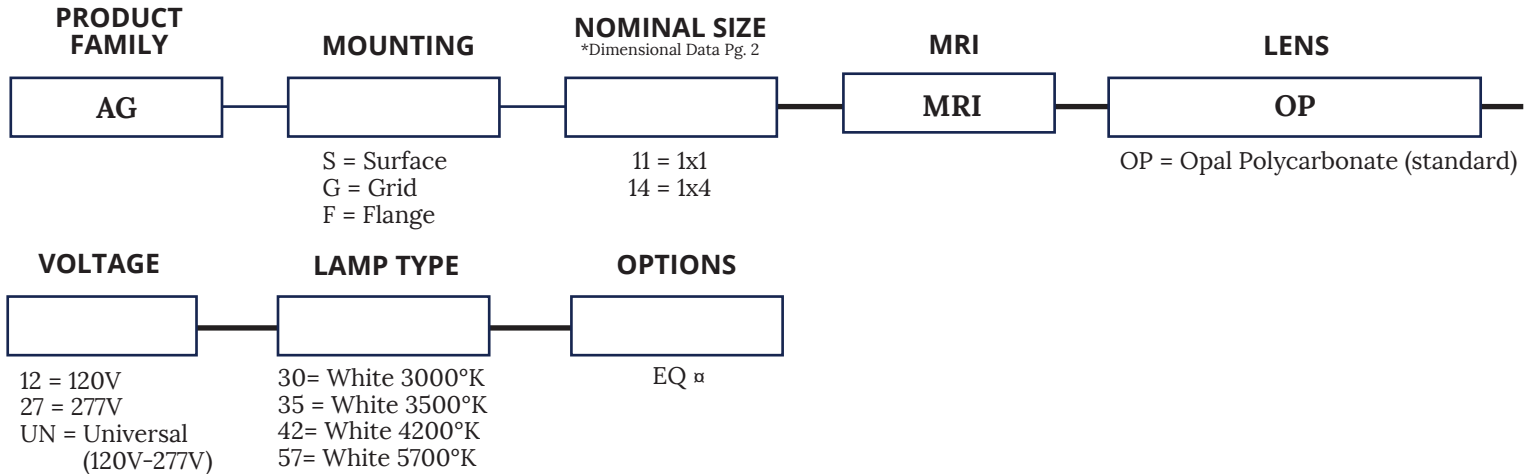 PRODUCT
FAMILY
MOUNTING
NOMINAL SIZE
*Dimensional Data Pg. 2
MRI
LENS
AG
MRI
OP
S = Surface
G = Grid
F = Flange
11 = 1x1
14 = 1x4
OP = Opal Polycarbonate (standard)
VOLTAGE
LAMP TYPE
OPTIONS
12 = 120V
27 = 277V
UN = Universal
(120V-277V)
30= White 3000°K
35 = White 3500°K
42= White 4200°K
57= White 5700°K
EQ ¤